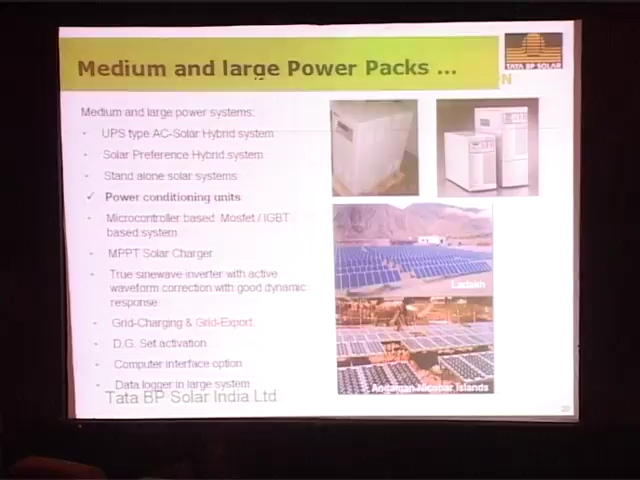 Medium and large Power Packs ...
TATA BP SOLAR
N
Medium and large power systems:
- UPS type AC-Solar Hybrid system
- Solar Preference Hybrid system
- Stand alone solar systems
✓ Power conditioning units
- Microcontroller based Mosfet / IGBT
based system
- MPPT Solar Charger
- True sinewave inverter with active
waveform correction with good dynamic
response
- Grid-Charging & Grid-Export
- D.G. Set activation
- Computer interface option
- Data logger in large system
Ladakh
Andaman Nicobar Islands
Tata BP Solar India Ltd